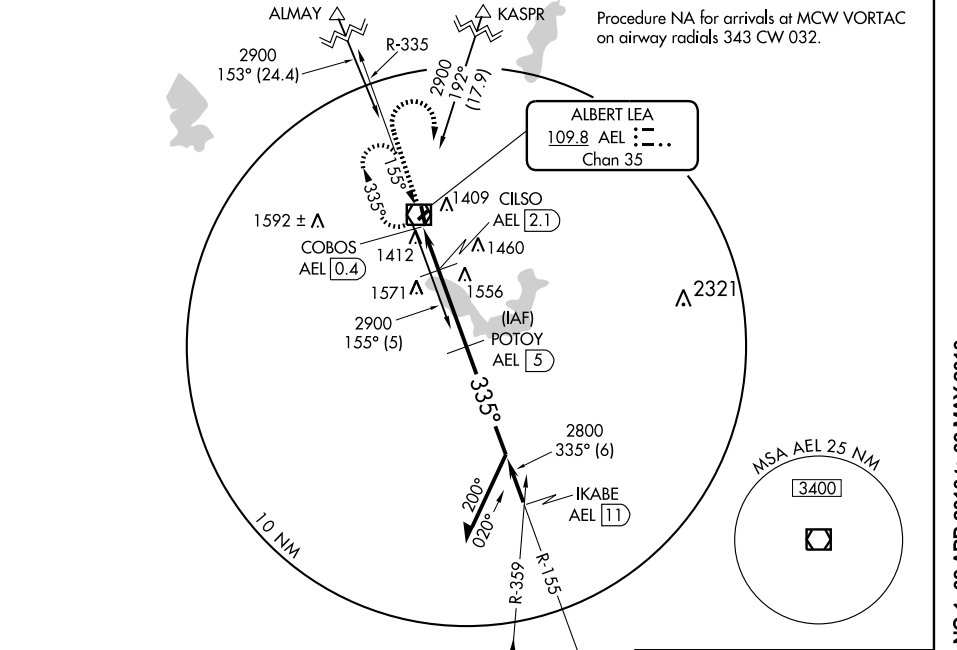 ALMAY
KASPR
Procedure NA for arrivals at MCW VORTAC
on airway radials 343 CW 032.
2900
153° (24.4)
R-335
2900
192°
(17.9)
ALBERT LEA
109.8 AEL
Chan 35
155°
335°
1409
CILSO
AEL 2.1
1592 ±
COBOS
AEL 0.4
1412
1460
1571
1556
2321
2900
155° (5)
(IAF)
POTOY
AEL 5
335°
2800
335° (6)
200°
020°
IKABE
AEL 11
10 NM
R-359
R-155
MSA AEL 25 NM
3400